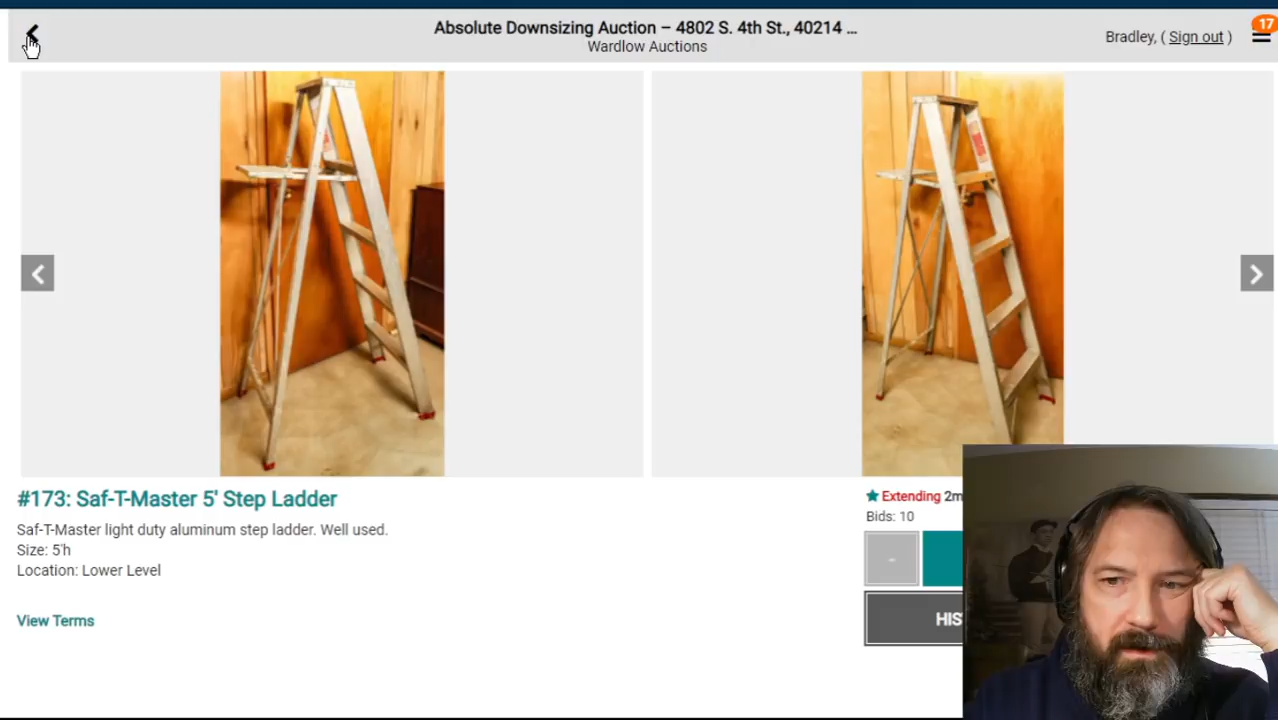 Absolute Downsizing Auction – 4802 S. 4th St., 40214 ...
Wardlow Auctions
Bradley, ( Sign out )
17
#173: Saf-T-Master 5' Step Ladder
Saf-T-Master light duty aluminum step ladder. Well used.
Size: 5'h
Location: Lower Level
View Terms
Extending 2m
Bids: 10
-
HIS